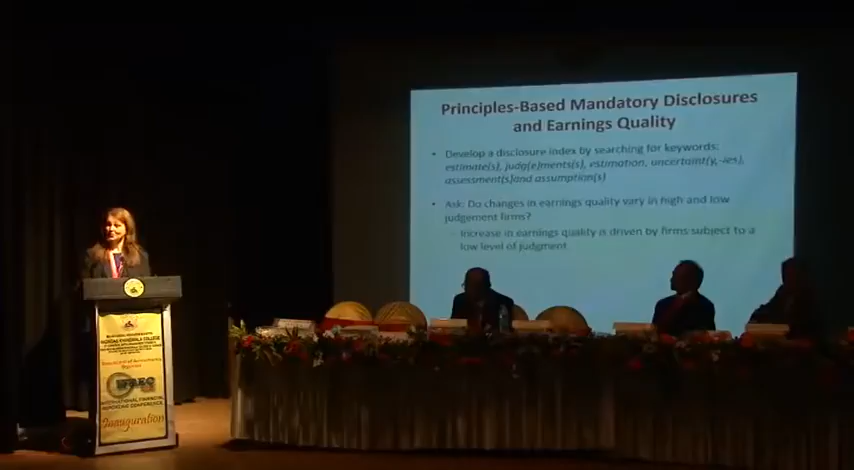 Principles-Based Mandatory Disclosures
and Earnings Quality
• Develop a disclosure index by searching for keywords:
estimate(s), judg(e)ments(s), estimation, uncertaint(y,-ies),
assessment(s)and assumption(s)
• Ask: Do changes in earnings quality vary in high and low
judgement firms?
– Increase in earnings quality is driven by firms subject to a
low level of judgment
COLLEGE
INTERNATIONAL FINANCIAL
REPORTING CONFERENCE
Inauguration